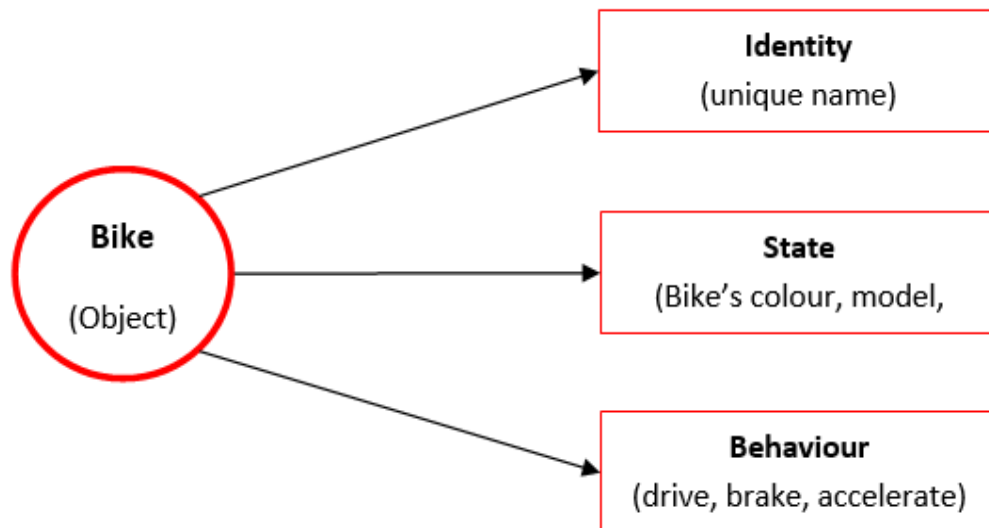 Identity
(unique name)
Bike
(Object)
State
(Bike’s colour, model,
Behaviour
(drive, brake, accelerate)